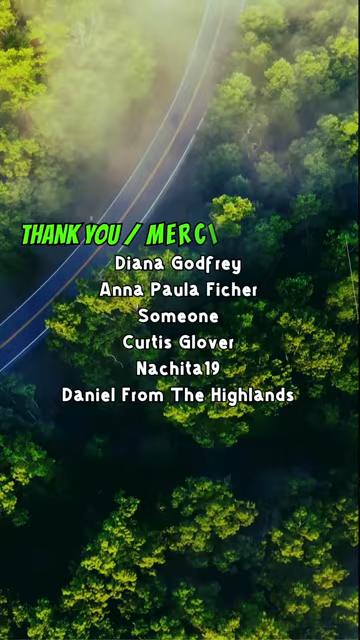 THANK YOU / MERCI
Diana Godfrey
Anna Paula Ficher
Someone
Curtis Glover
Nachita19
Daniel From The Highlands